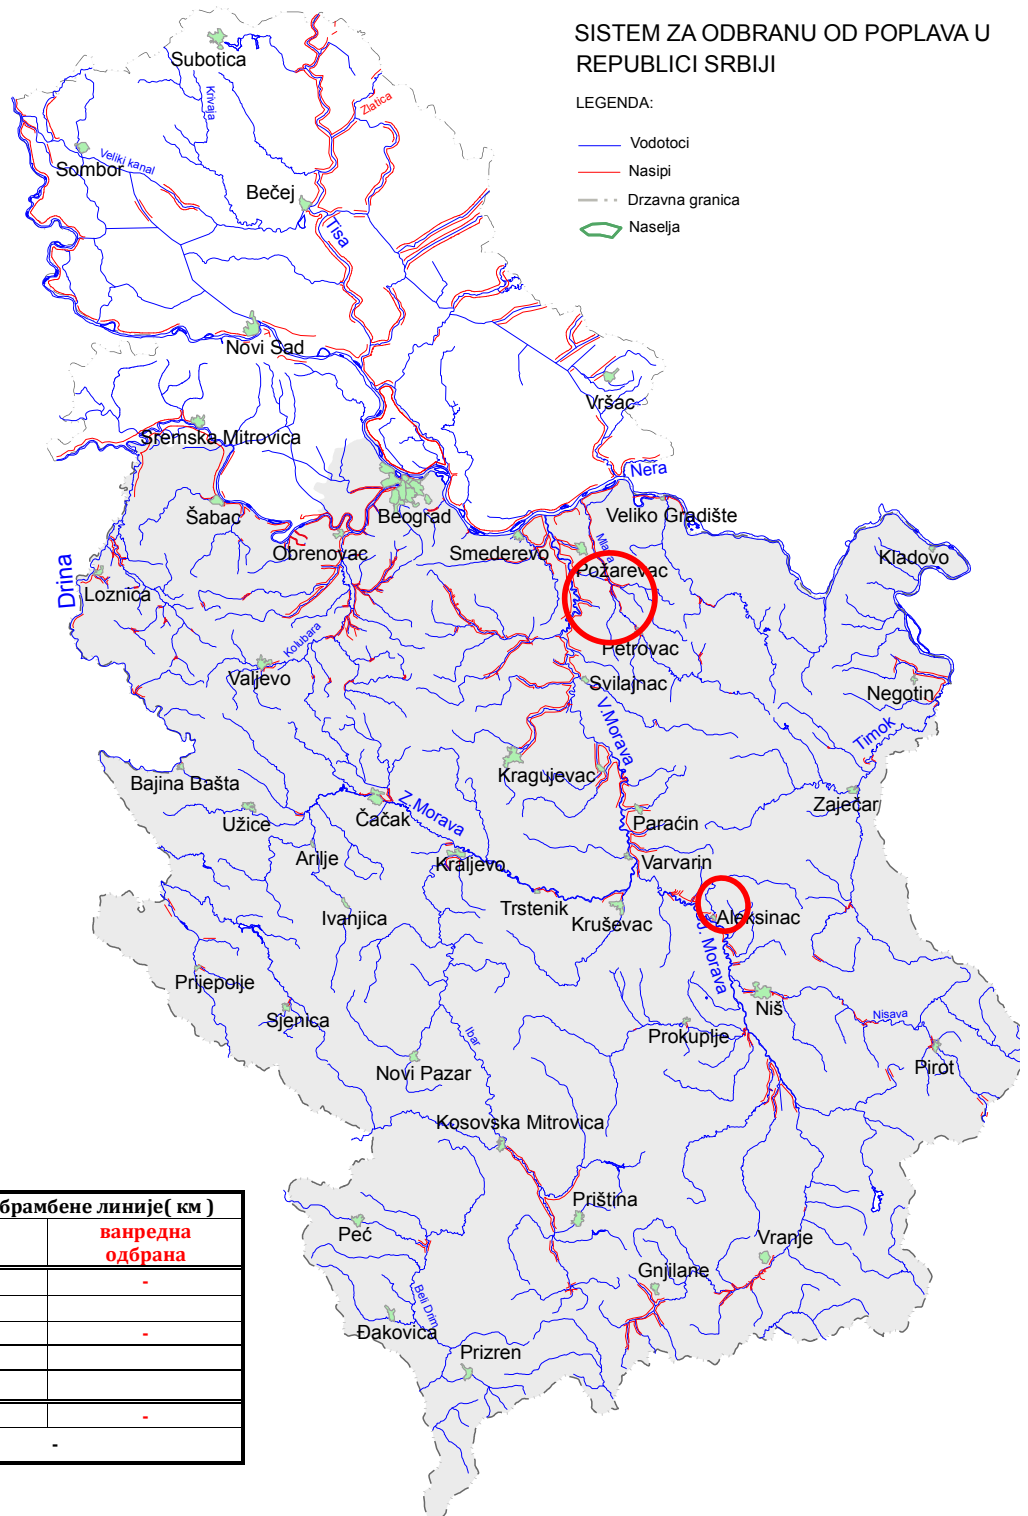 SISTEM ZA ODBRANU OD POPLAVA U
REPUBLICI SRBIJI
LEGENDA:
Vodotoci
Nasipi
Drzavna granica
Naselja
Subotica
Krivaja
Zlatica
Sombor
Veliki kanal
Bečej
Tisa
Novi Sad
Vršac
Sremska Mitrovica
Nera
Šabac
Beograd
Veliko Gradište
Obrenovac
Smederevo
Kladovo
Drina
Loznica
Požarevac
Kolubara
Petrovac
Valjevo
Svilajnac
Negotin
V.Morava
Timok
Kragujevac
Bajina Bašta
Zaječar
Užice
Čačak
Z.Morava
Paraćin
Arilje
Kraljevo
Varvarin
Ivanjica
Trstenik
Kruševac
Aleksinac
J. Morava
Prijepolje
Niš
Sjenica
Ibar
Nisava
Prokuplje
Novi Pazar
Pirot
Kosovska Mitrovica
Priština
Peć
Vranje
Gnjilane
Beli Drim
Đakovica
Prizren
брамбене линије( км )
ванредна
одбрана
-
-
-
-